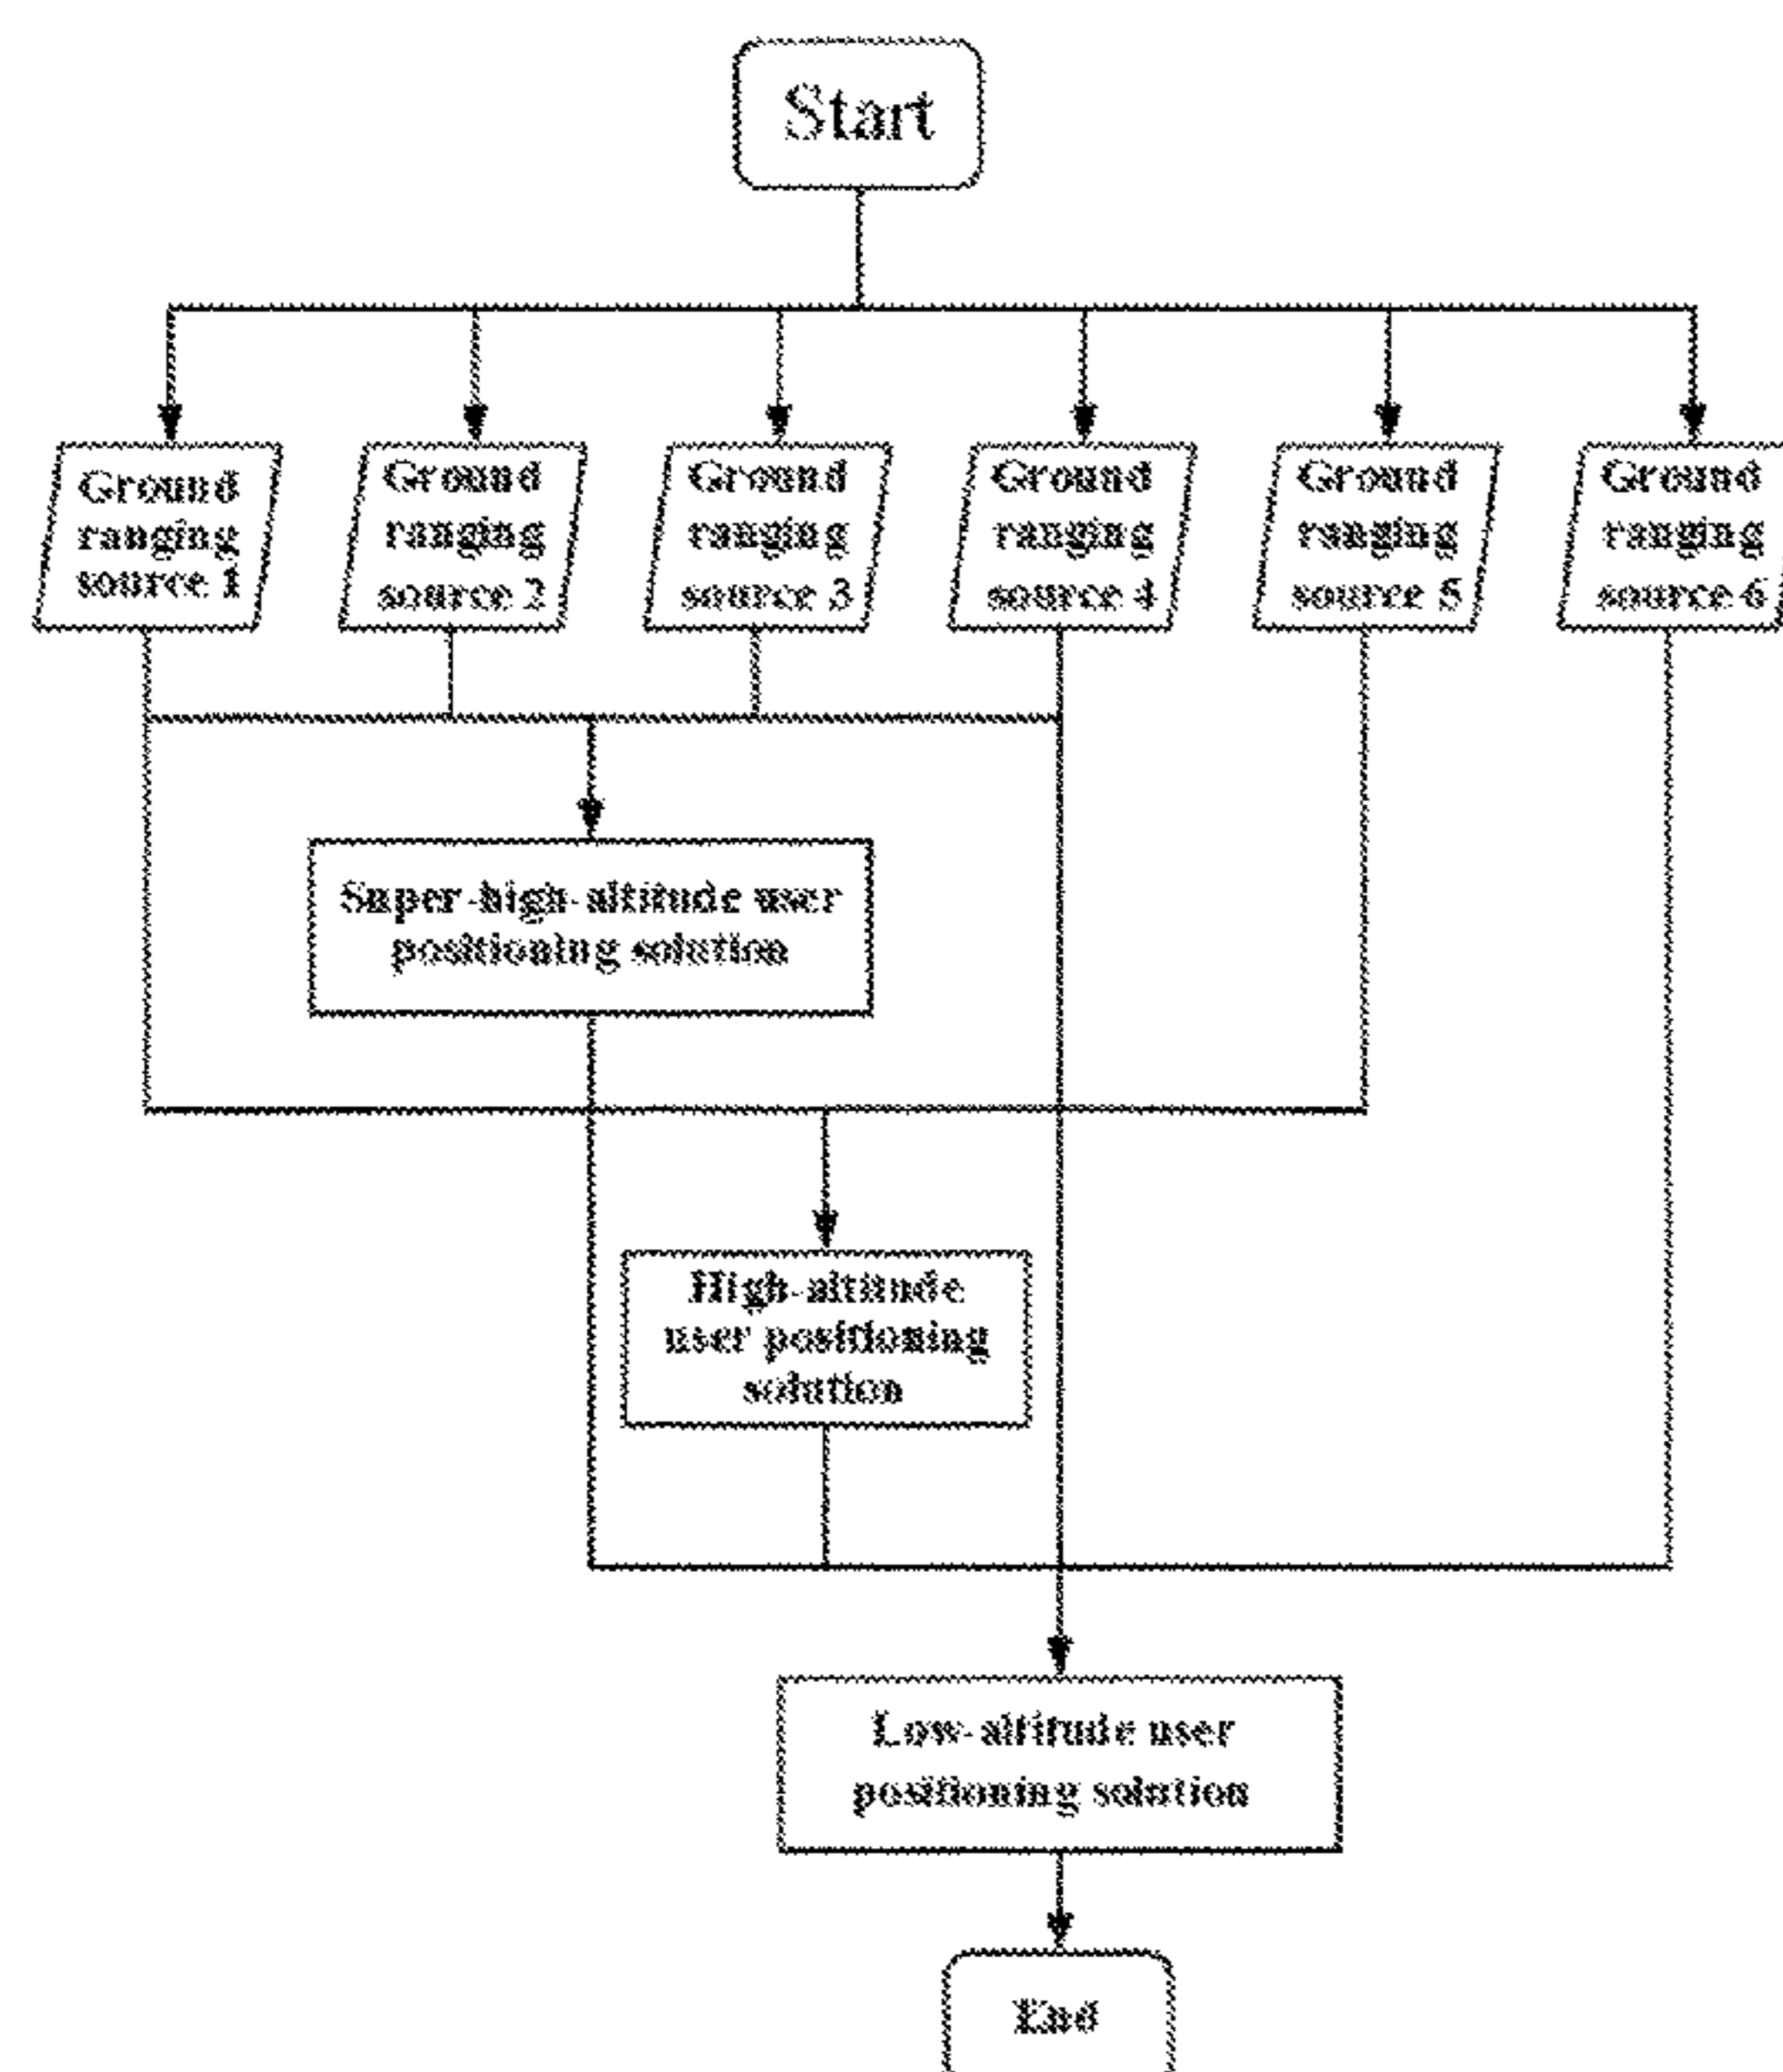 Start
Ground
ranging
source 1
Ground
ranging
source 2
Ground
ranging
source 3
Ground
ranging
source 4
Ground
ranging
source 5
Ground
ranging
source 6
Super-high-altitude user
positioning solution
High-altitude
user positioning
solution
Low-altitude user
positioning solution
End